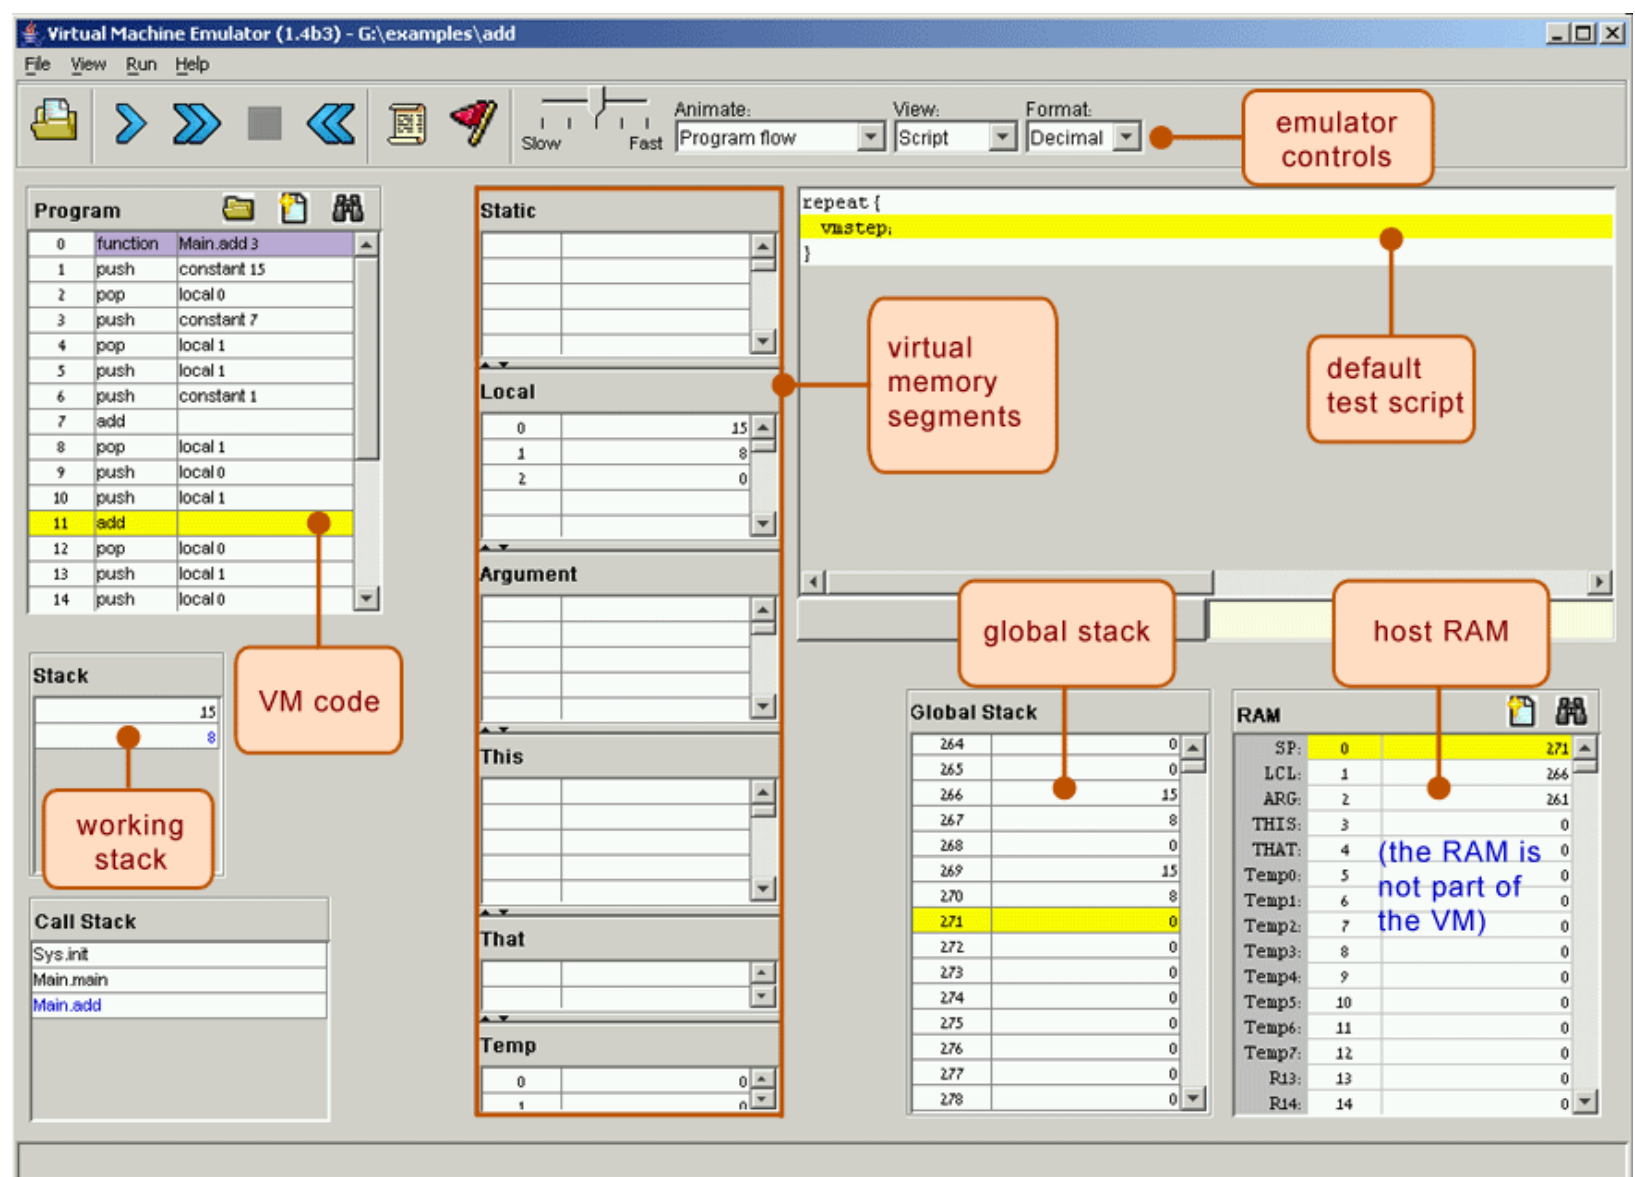 Virtual Machine Emulator (1.4b3) - G:\examples\add
File View Run Help
Animate: View: Format:
Slow Fast Program flow Script Decimal
emulator
controls
Program
0 function Main.add 3
1 push constant 15
2 pop local 0
3 push constant 7
4 pop local 1
5 push local 1
6 push constant 1
7 add
8 pop local 1
9 push local 0
10 push local 1
11 add
12 pop local 0
13 push local 1
14 push local 0
VM code
Stack
15
8
working
stack
Call Stack
Sys.init
Main.main
Main.add
Static
Local
0 15
1 8
2 0
Argument
This
That
Temp
0 0
1 0
virtual
memory
segments
repeat {
vmstep;
}
default
test script
global stack
Global Stack
264 0
265 0
266 15
267 8
268 0
269 15
270 8
271 0
272 0
273 0
274 0
275 0
276 0
277 0
278 0
host RAM
RAM
SP: 0 271
LCL: 1 266
ARG: 2 261
THIS: 3 0
THAT: 4 0
Temp0: 5 0
Temp1: 6 0
Temp2: 7 0
Temp3: 8 0
Temp4: 9 0
Temp5: 10 0
Temp6: 11 0
Temp7: 12 0
R13: 13 0
R14: 14 0
(the RAM is
not part of
the VM)